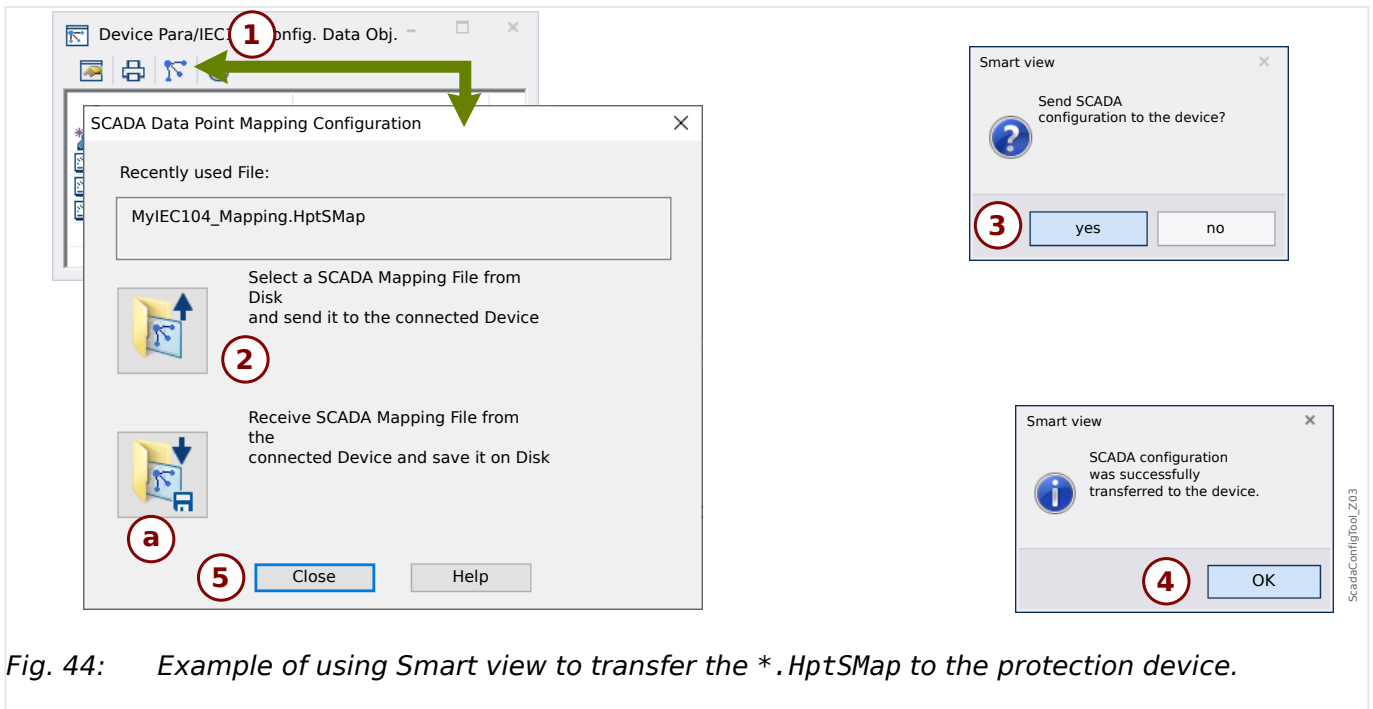 Device Para/IEC
1
onfig. Data Obj.
SCADA Data Point Mapping Configuration
Recently used File:
MyIEC104_Mapping.HptSMap
Select a SCADA Mapping File from
Disk
and send it to the connected Device
2
Receive SCADA Mapping File from
the
connected Device and save it on Disk
a
5
Close
Help
Smart view
Send SCADA
configuration to the device?
3
yes
no
Smart view
SCADA configuration
was successfully
transferred to the device.
4
OK
ScadaConfigTool_Z03
Fig. 44: Example of using Smart view to transfer the *.HptSMap to the protection device.